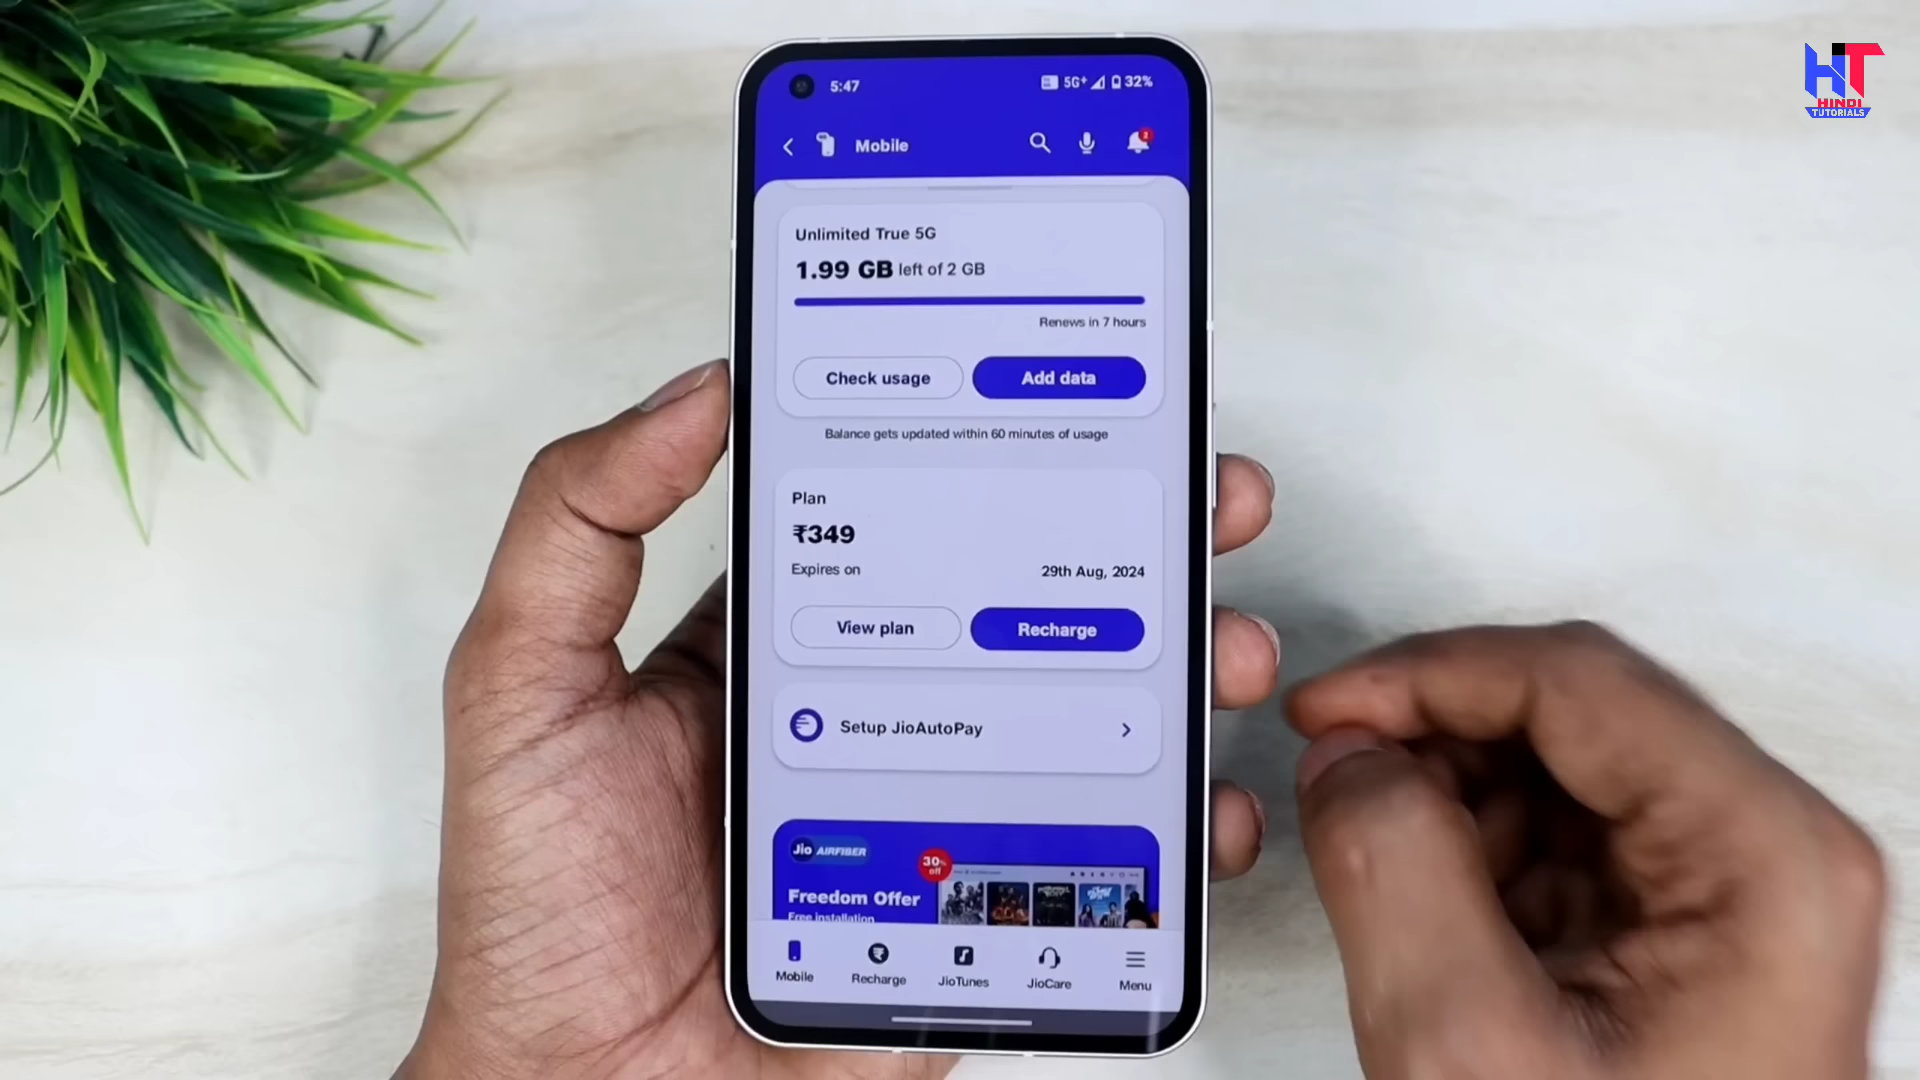 HT
HINDI
TUTORIALS
5:47
5G+ 32%
Mobile
2
Unlimited True 5G
1.99 GB left of 2 GB
Renews in 7 hours
Check usage
Add data
Balance gets updated within 60 minutes of usage
Plan
₹349
Expires on
29th Aug, 2024
View plan
Recharge
Setup JioAutoPay
Jio AIRFIBER
30%
off
Freedom Offer
Free installation
Mobile
Recharge
JioTunes
JioCare
Menu